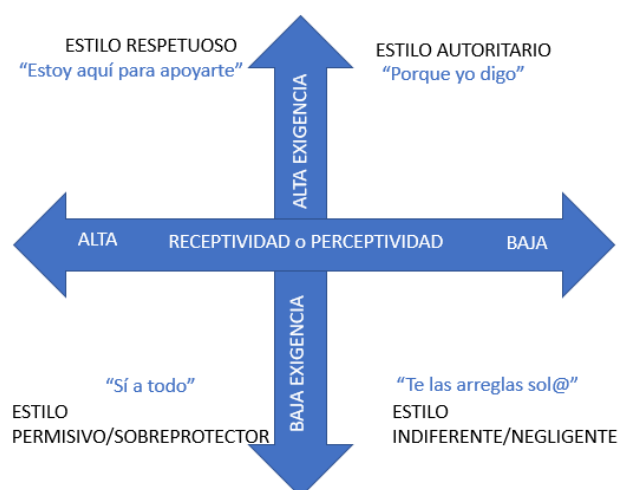 ESTILO RESPETUOSO
“Estoy aquí para apoyarte”
ESTILO AUTORITARIO
“Porque yo digo”
ALTA EXIGENCIA
ALTA
RECEPTIVIDAD o PERCEPTIVIDAD
BAJA
BAJA EXIGENCIA
“Sí a todo”
ESTILO
PERMISIVO/SOBREPROTECTOR
“Te las arreglas sol@”
ESTILO
INDIFERENTE/NEGLIGENTE